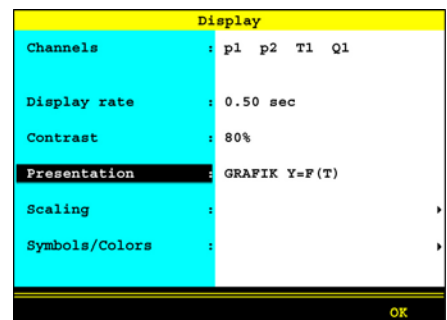 Display
Channels : p1 p2 T1 Q1
Display rate : 0.50 sec
Contrast : 80%
Presentation : GRAFIK Y=F(T)
Scaling :
Symbols/Colors :
OK